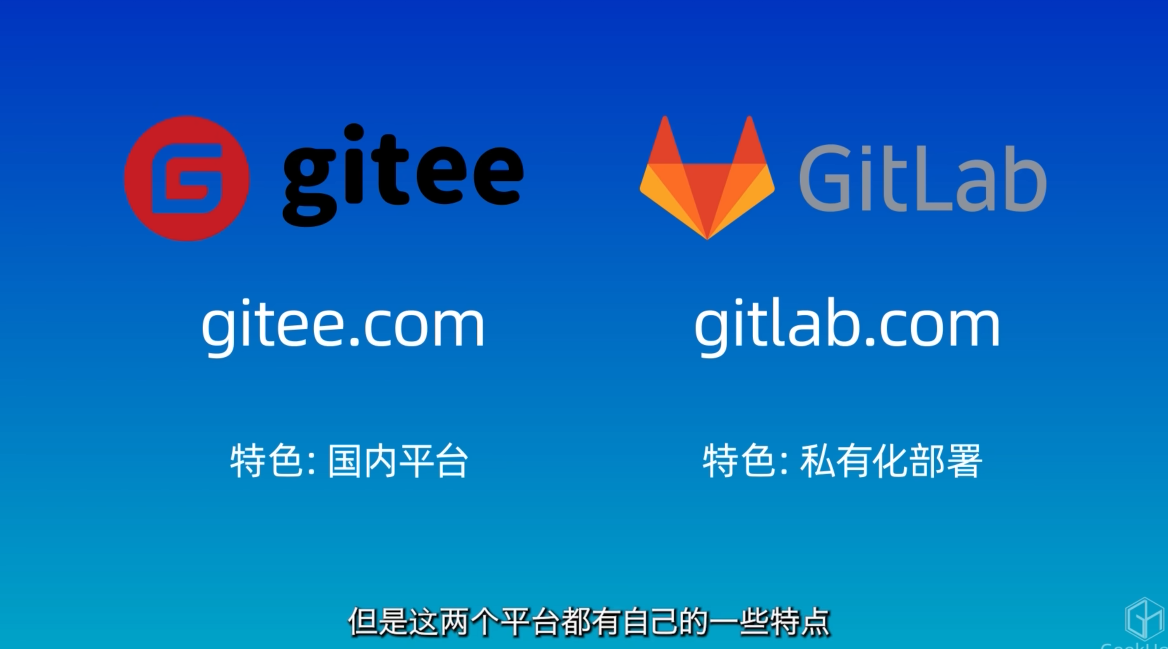 gitee
GitLab
gitee.com
gitlab.com
特色: 国内平台
特色: 私有化部署
但是这两个平台都有自己的一些特点